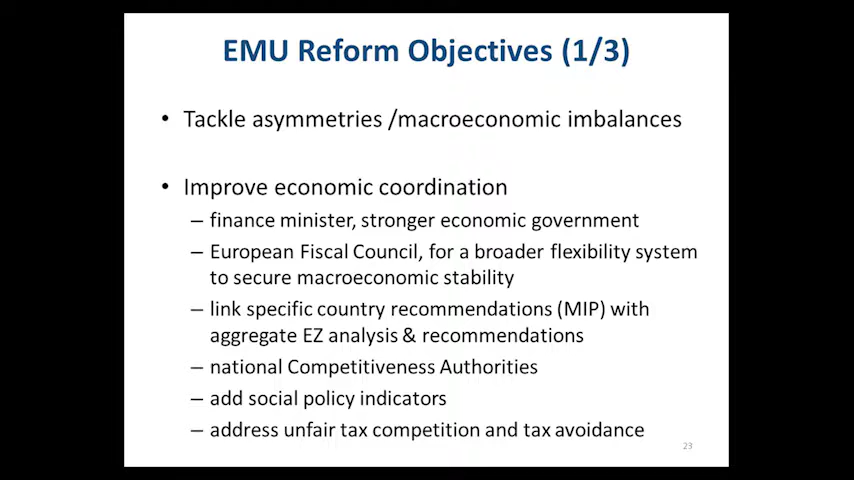 EMU Reform Objectives (1/3)
• Tackle asymmetries /macroeconomic imbalances
• Improve economic coordination
– finance minister, stronger economic government
– European Fiscal Council, for a broader flexibility system
to secure macroeconomic stability
– link specific country recommendations (MIP) with
aggregate EZ analysis & recommendations
– national Competitiveness Authorities
– add social policy indicators
– address unfair tax competition and tax avoidance
23